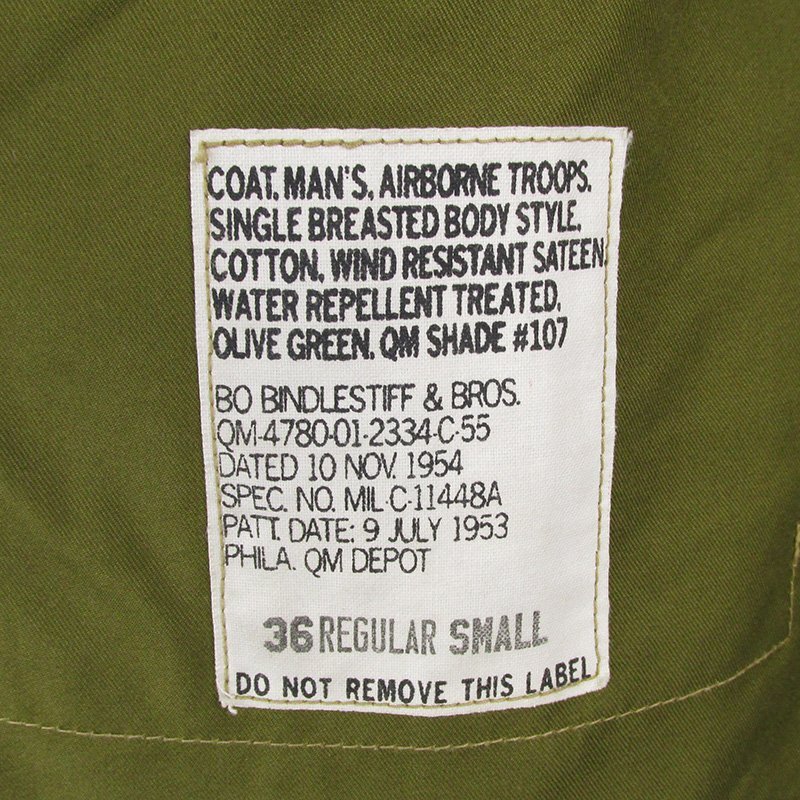 COAT, MAN'S, AIRBORNE TROOPS.
SINGLE BREASTED BODY STYLE,
COTTON, WIND RESISTANT SATEEN,
WATER REPELLENT TREATED,
OLIVE GREEN, QM SHADE #107
BO BINDLESTIFF & BROS.
QM-4780-01-2334-C-55
DATED 10 NOV. 1954
SPEC. NO. MIL-C-11448A
PATT. DATE: 9 JULY 1953
PHILA. QM DEPOT
36 REGULAR SMALL
DO NOT REMOVE THIS LABEL